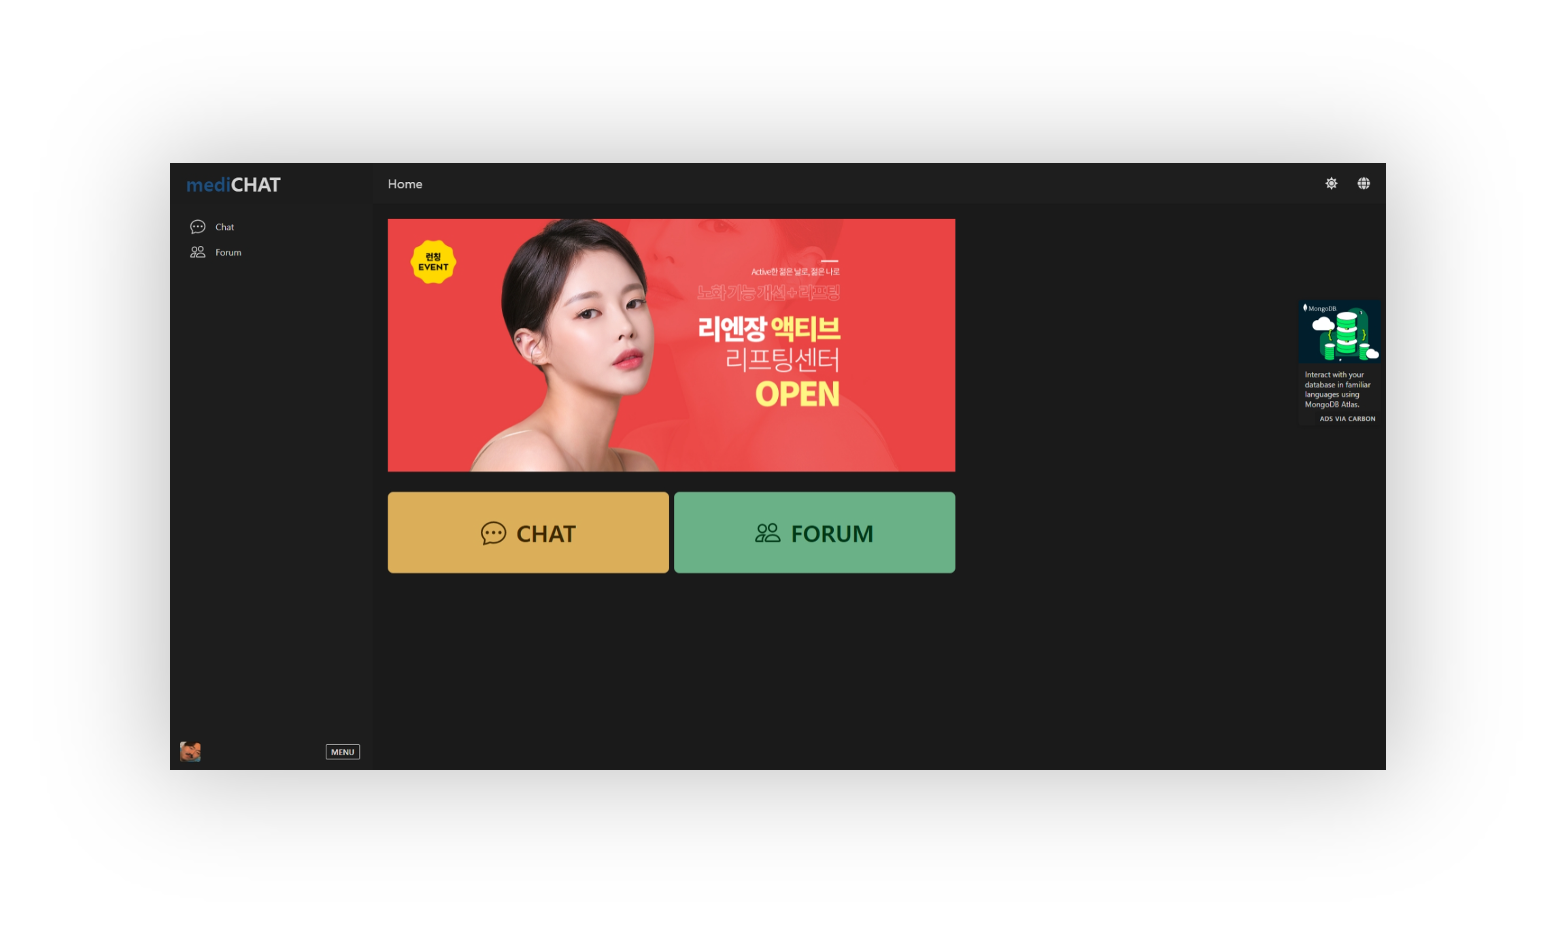 mediCHAT
Home
Chat
Forum
런칭
EVENT
Active한 젊은 날로, 젊은 나로
노화 기능 개선 + 리프팅
리엔장 액티브
리프팅센터
OPEN
MongoDB
Interact with your
database in familiar
languages using
MongoDB Atlas.
ADS VIA CARBON
CHAT
FORUM
MENU